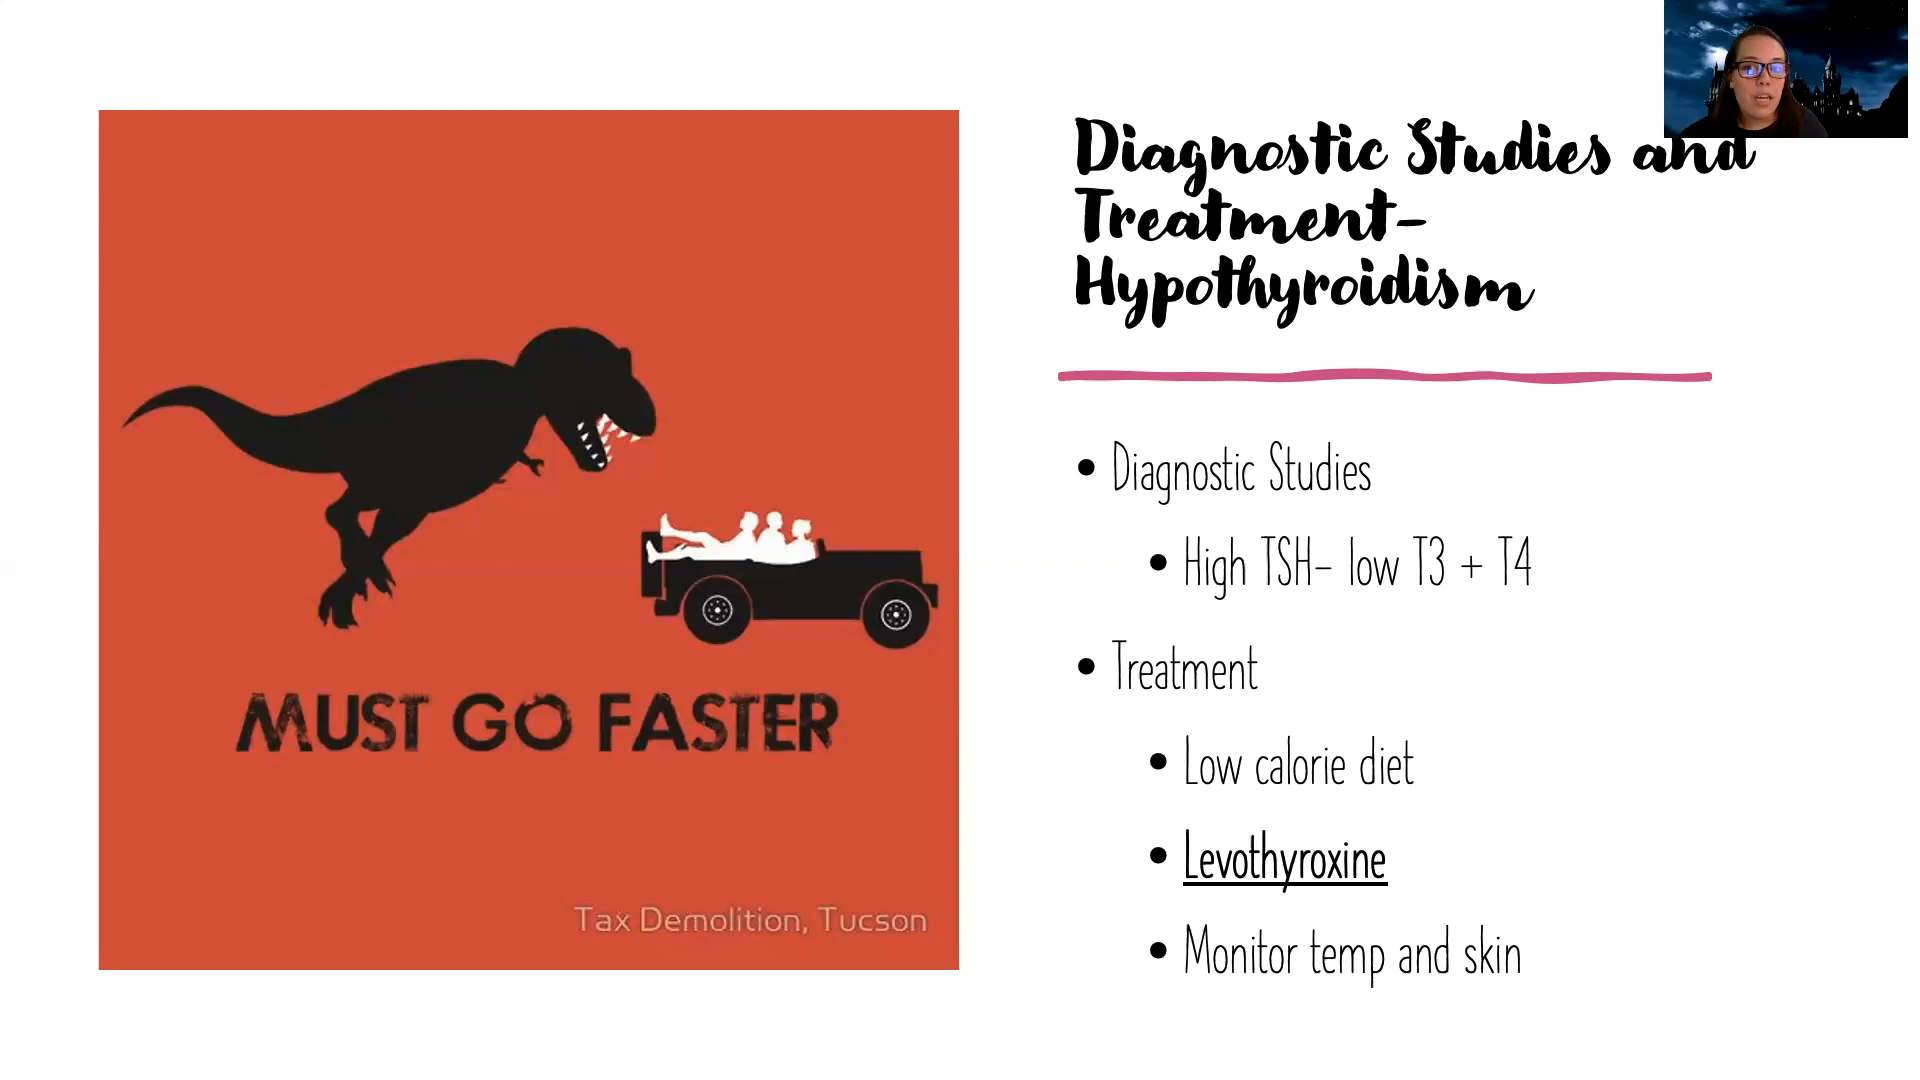 Diagnostic Studies and
Treatment-
Hypothyroidism
• Diagnostic Studies
• High TSH- low T3 + T4
• Treatment
• Low calorie diet
• Levothyroxine
• Monitor temp and skin
MUST GO FASTER
Tax Demolition, Tucson